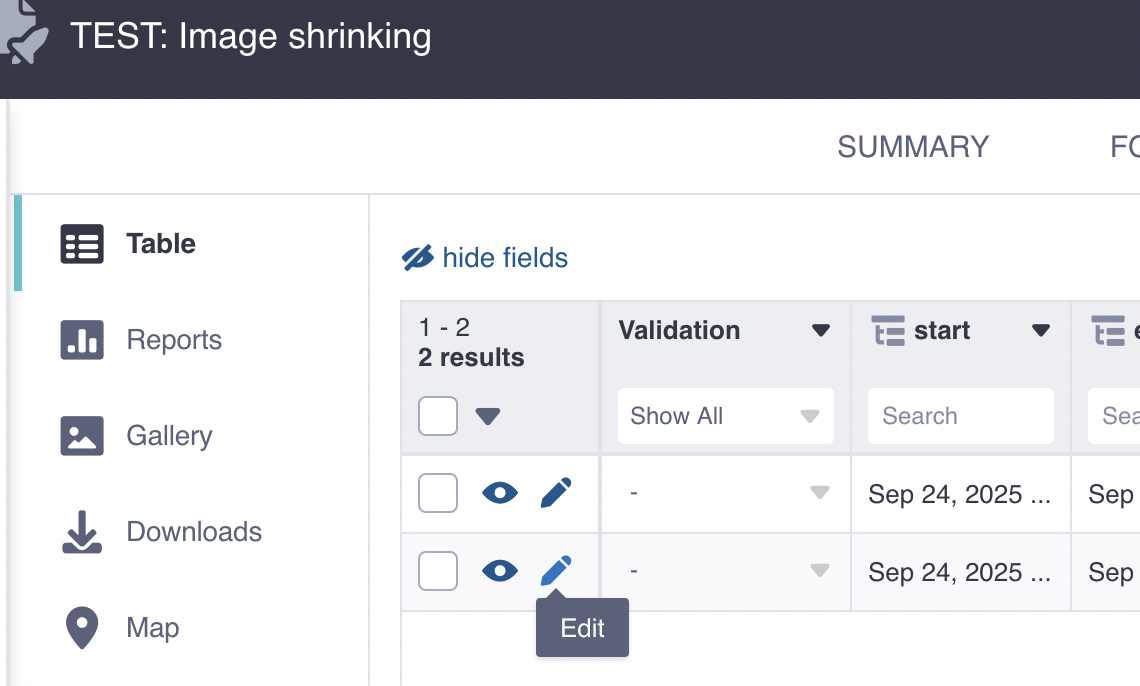 TEST: Image shrinking
SUMMARY FO
Table
Reports
Gallery
Downloads
Map
hide fields
1 - 2
2 results
Validation
start
e
Show All
Search
Sea
-
Sep 24, 2025 ...
Sep
-
Sep 24, 2025 ...
Sep
Edit